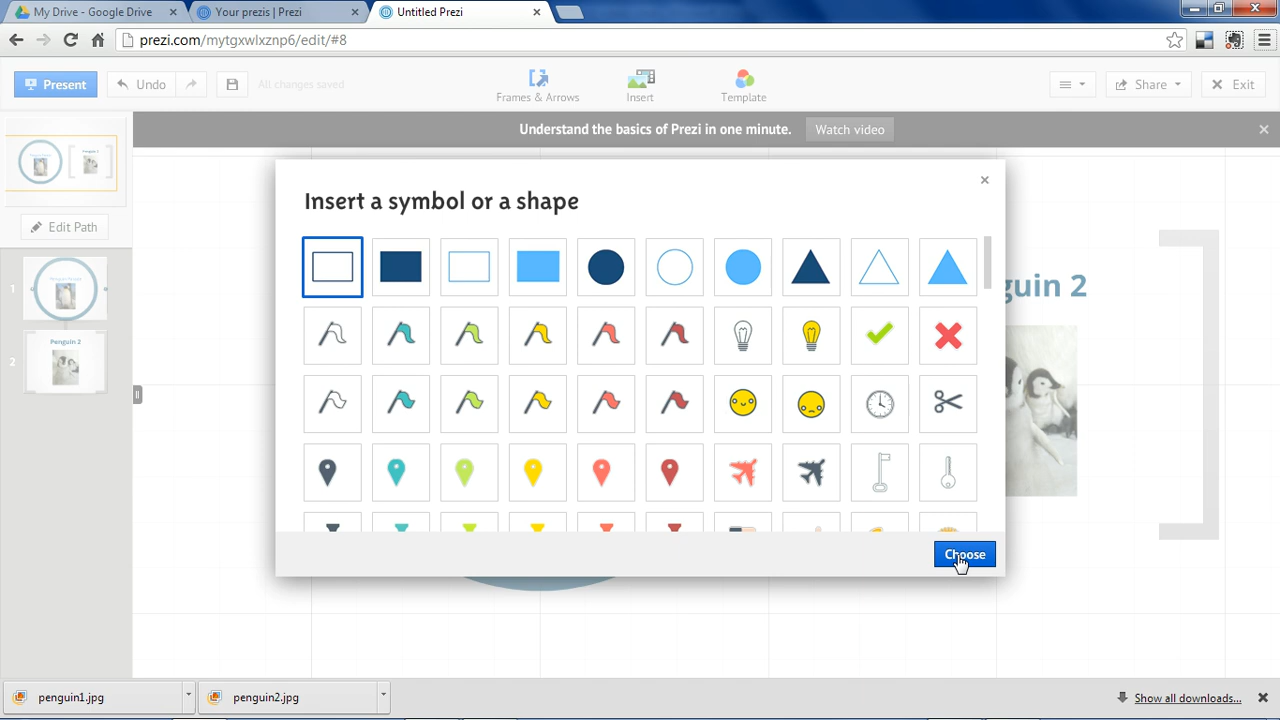 My Drive - Google Drive
Your prezis | Prezi
Untitled Prezi
prezi.com/mytgxwlxznp6/edit/#8
Present
Undo
All changes saved
Frames & Arrows
Insert
Template
Share
Exit
Understand the basics of Prezi in one minute.
Watch video
Insert a symbol or a shape
Edit Path
1
2
Penguin 2
guin 2
Choose
penguin1.jpg
penguin2.jpg
Show all downloads...